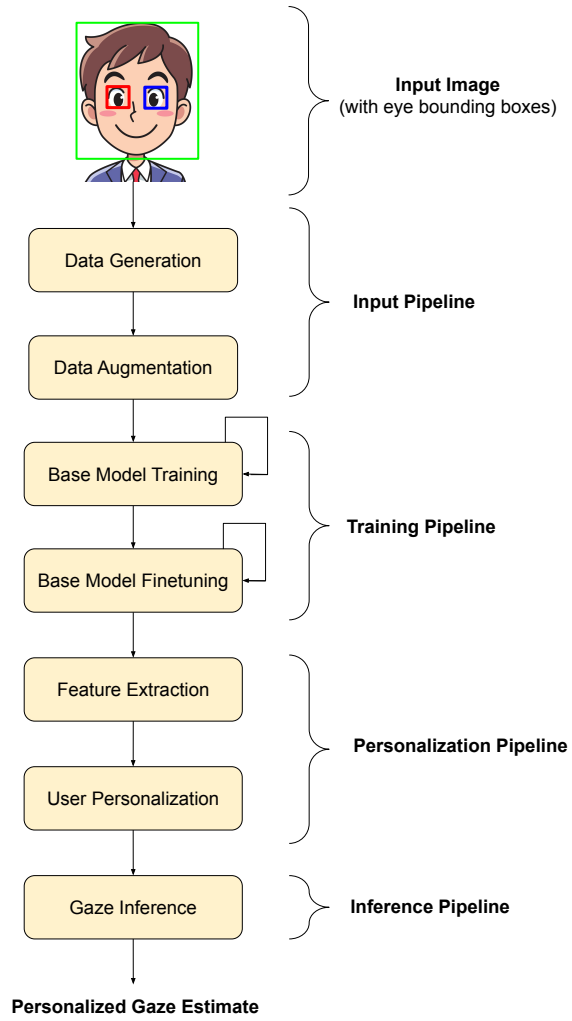 Input Image
(with eye bounding boxes)
Data Generation
Input Pipeline
Data Augmentation
Base Model Training
Training Pipeline
Base Model Finetuning
Feature Extraction
Personalization Pipeline
User Personalization
Gaze Inference
Inference Pipeline
Personalized Gaze Estimate